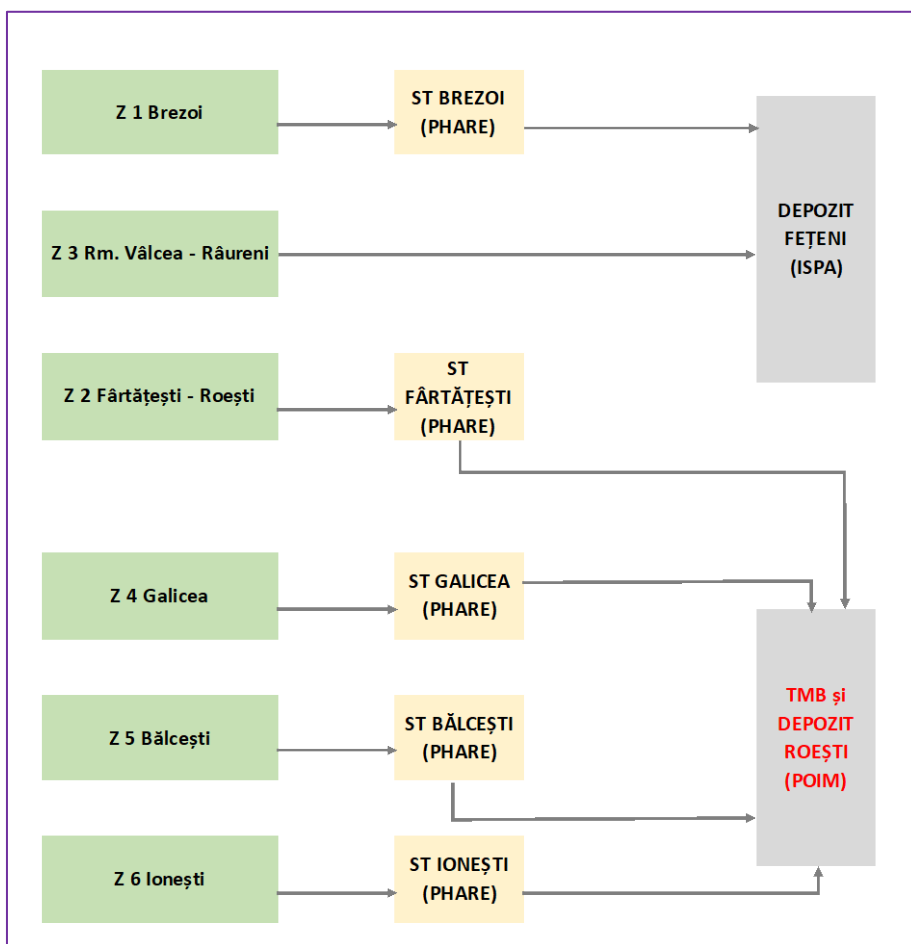 Z 1 Brezoi
ST BREZOI
(PHARE)
Z 3 Rm. Vâlcea - Râureni
DEPOZIT
FEȚENI
(ISPA)
Z 2 Fârtățești - Roești
ST
FÂRTĂȚEȘTI
(PHARE)
Z 4 Galicea
ST GALICEA
(PHARE)
Z 5 Bălcești
ST BĂLCEȘTI
(PHARE)
TMB și
DEPOZIT
ROEȘTI
(POIM)
Z 6 Ionești
ST IONEȘTI
(PHARE)